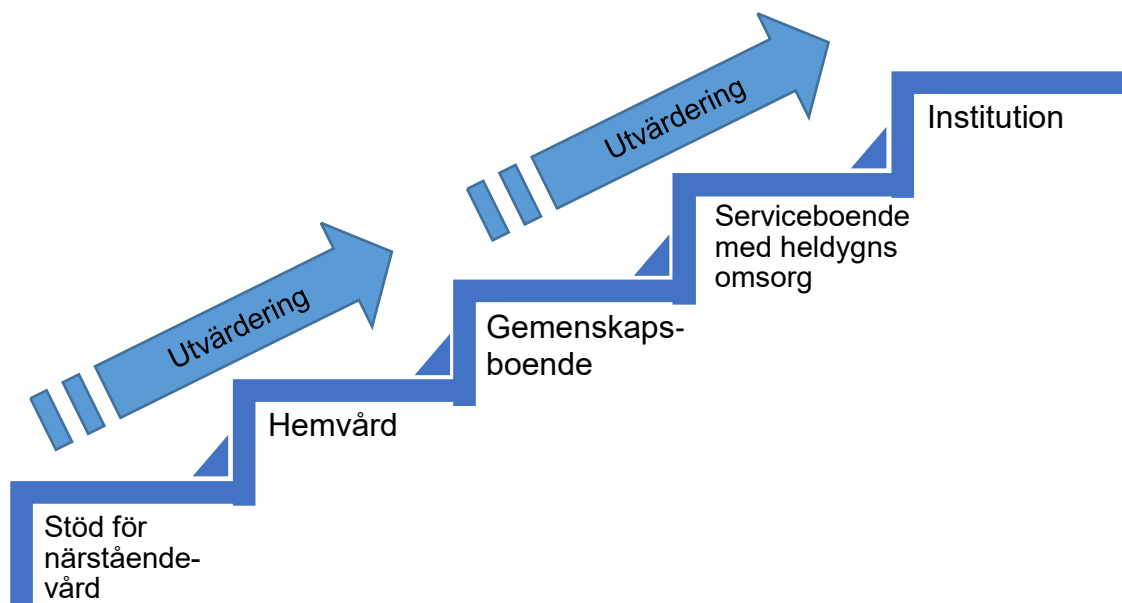 Utvärdering
Institution
Utvärdering
Serviceboende
med heldygns
omsorg
Gemenskaps-
boende
Hemvård
Stöd för
närstående-
vård